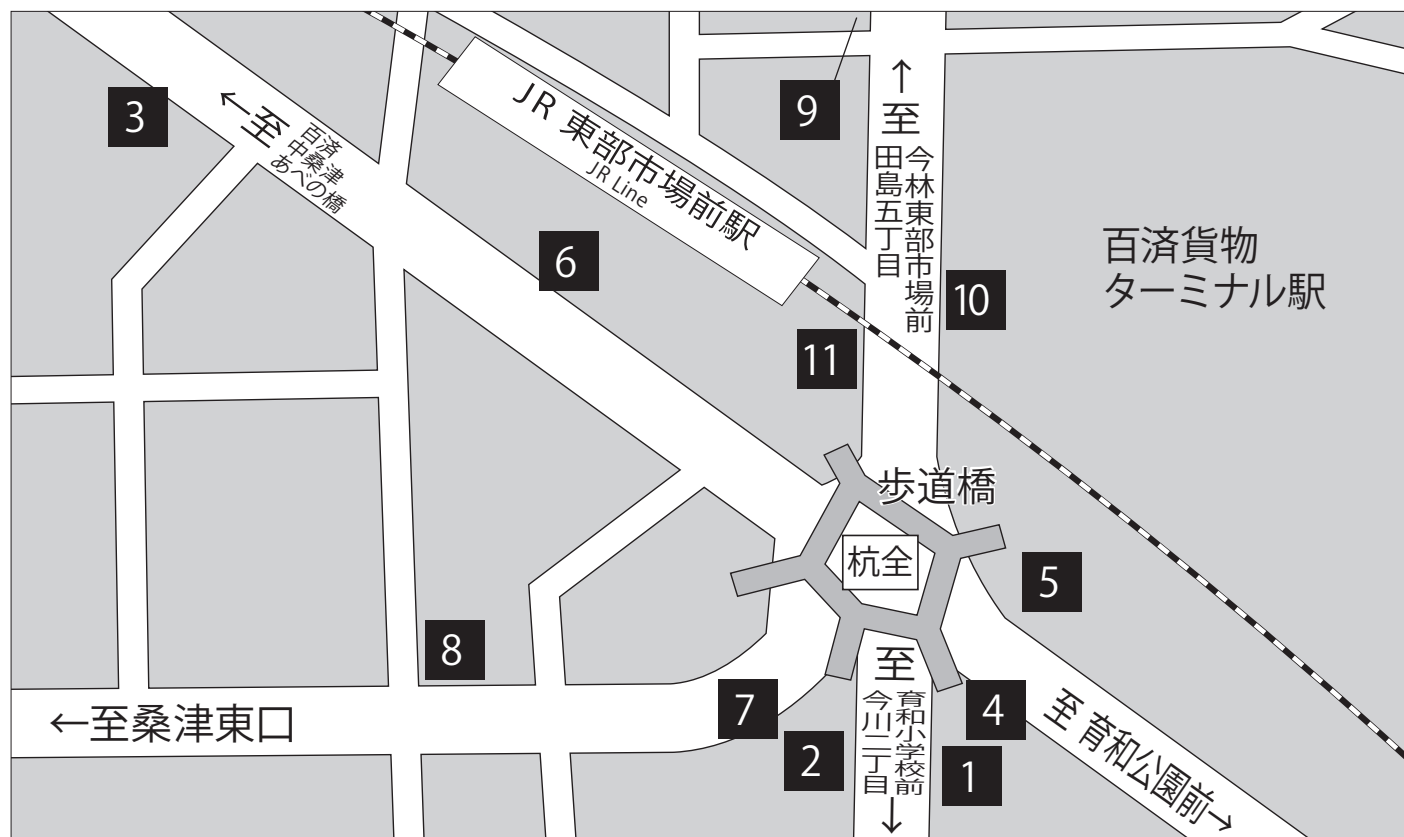 3
←至
百済
中桑津
あべの橋
JR 東部市場前駅
JR Line
6
9
↑
至
今林東部市場前
田島五丁目
10
11
百済貨物
ターミナル駅
歩道橋
杭全
5
8
←至桑津東口
7
2
至
育和小学校前
今川二丁目
↓
1
4
至 育和公園前→